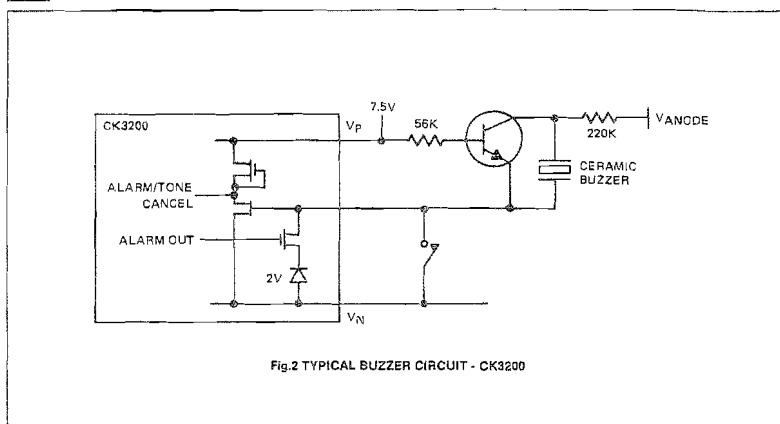 CK3200
7.5V
VP
56K
VANODE
220K
CERAMIC
BUZZER
ALARM/TONE
CANCEL
ALARM OUT
2V
VN
Fig.2 TYPICAL BUZZER CIRCUIT - CK3200